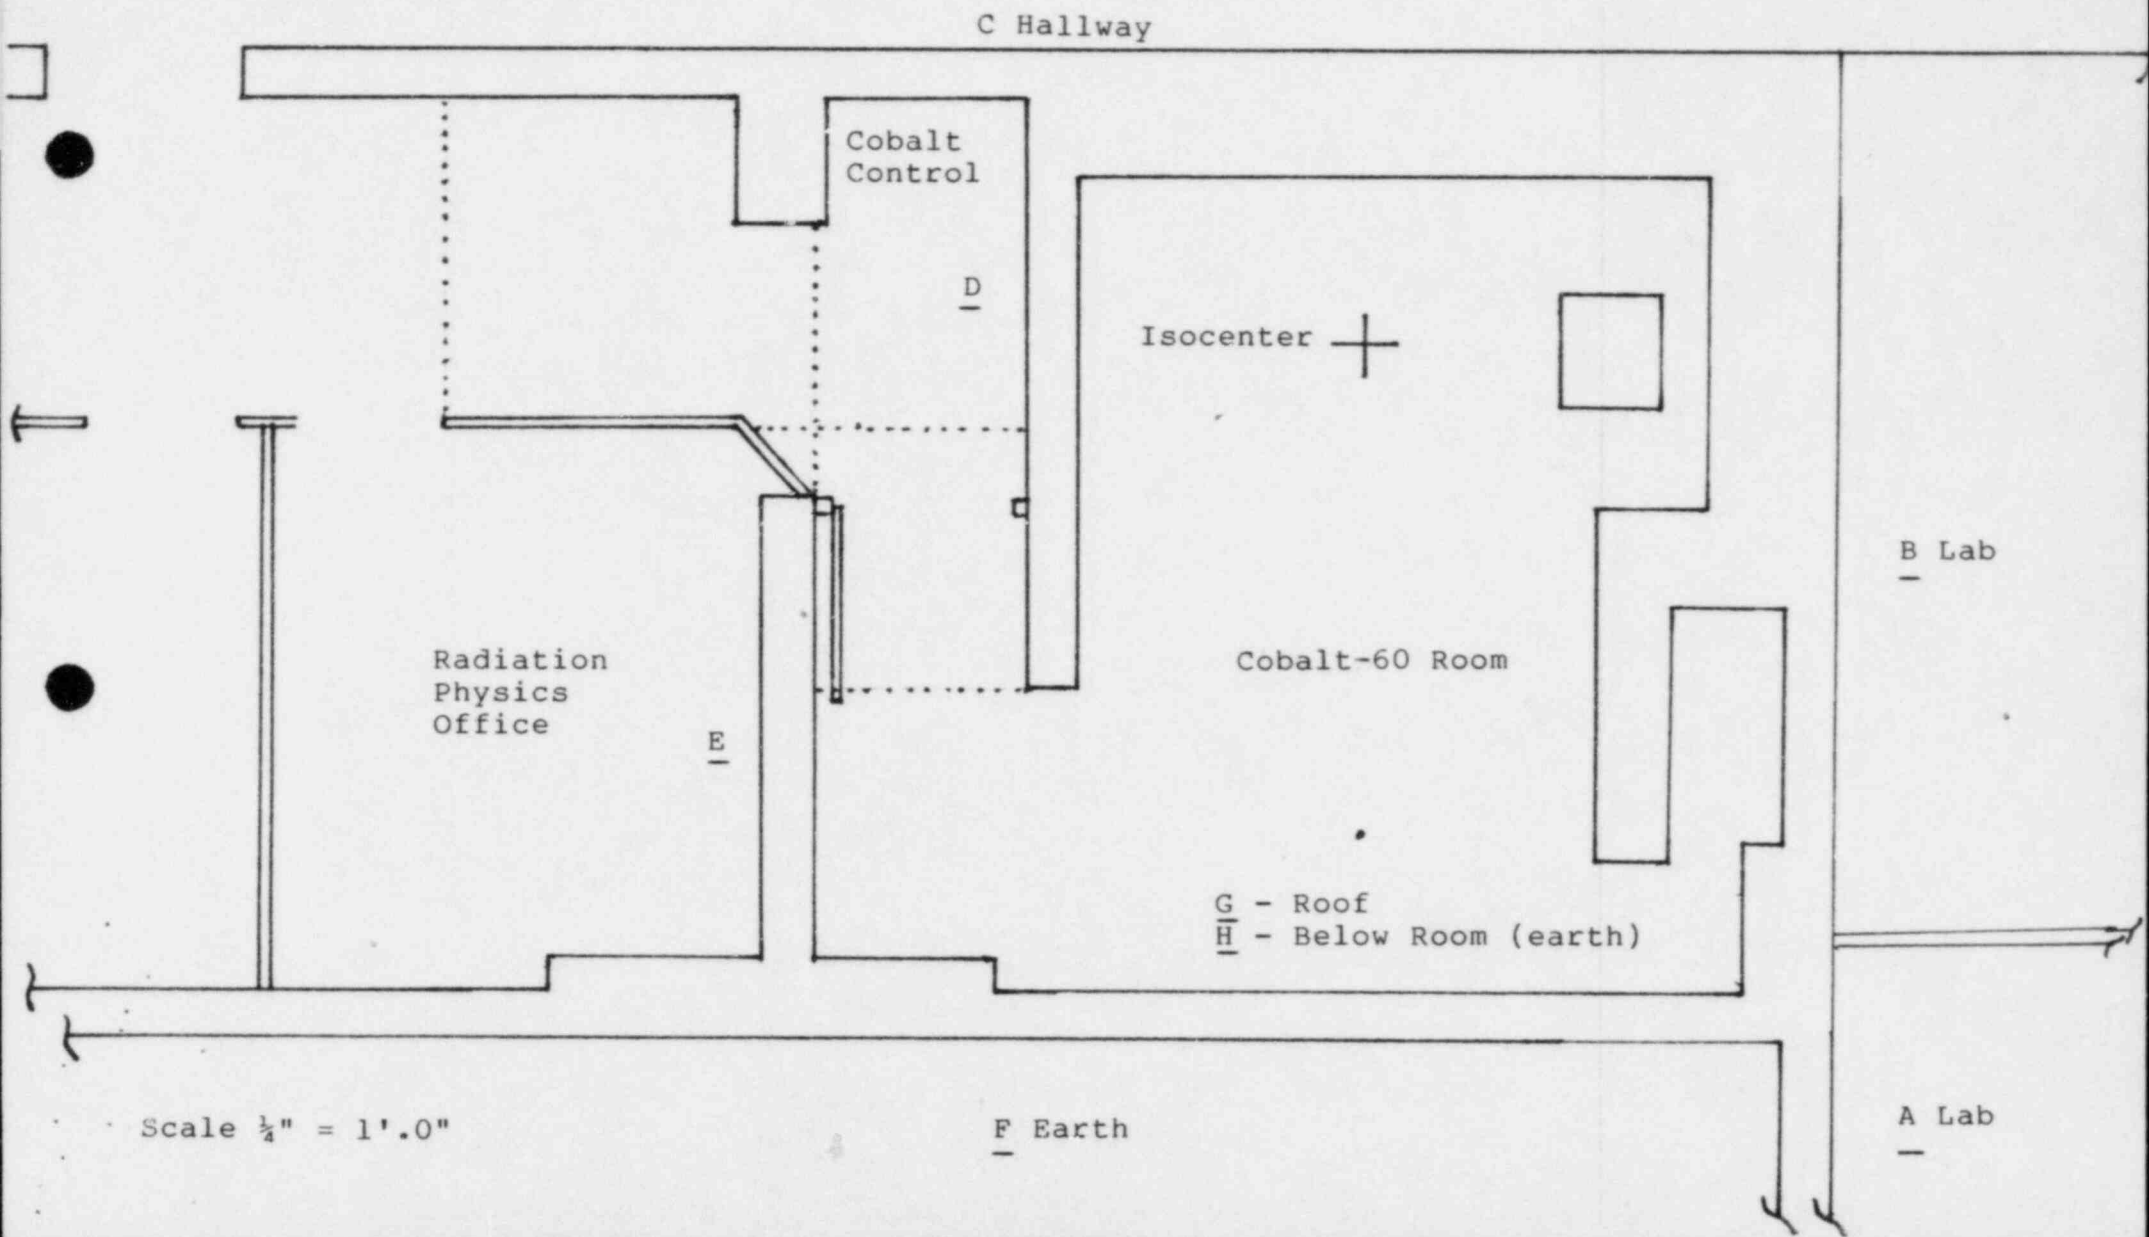 C Hallway
Cobalt
Control
D
Isocenter
B Lab
Radiation
Physics
Office
Cobalt-60 Room
E
G - Roof
H - Below Room (earth)
Scale ¼" = 1'.0"
F Earth
A Lab